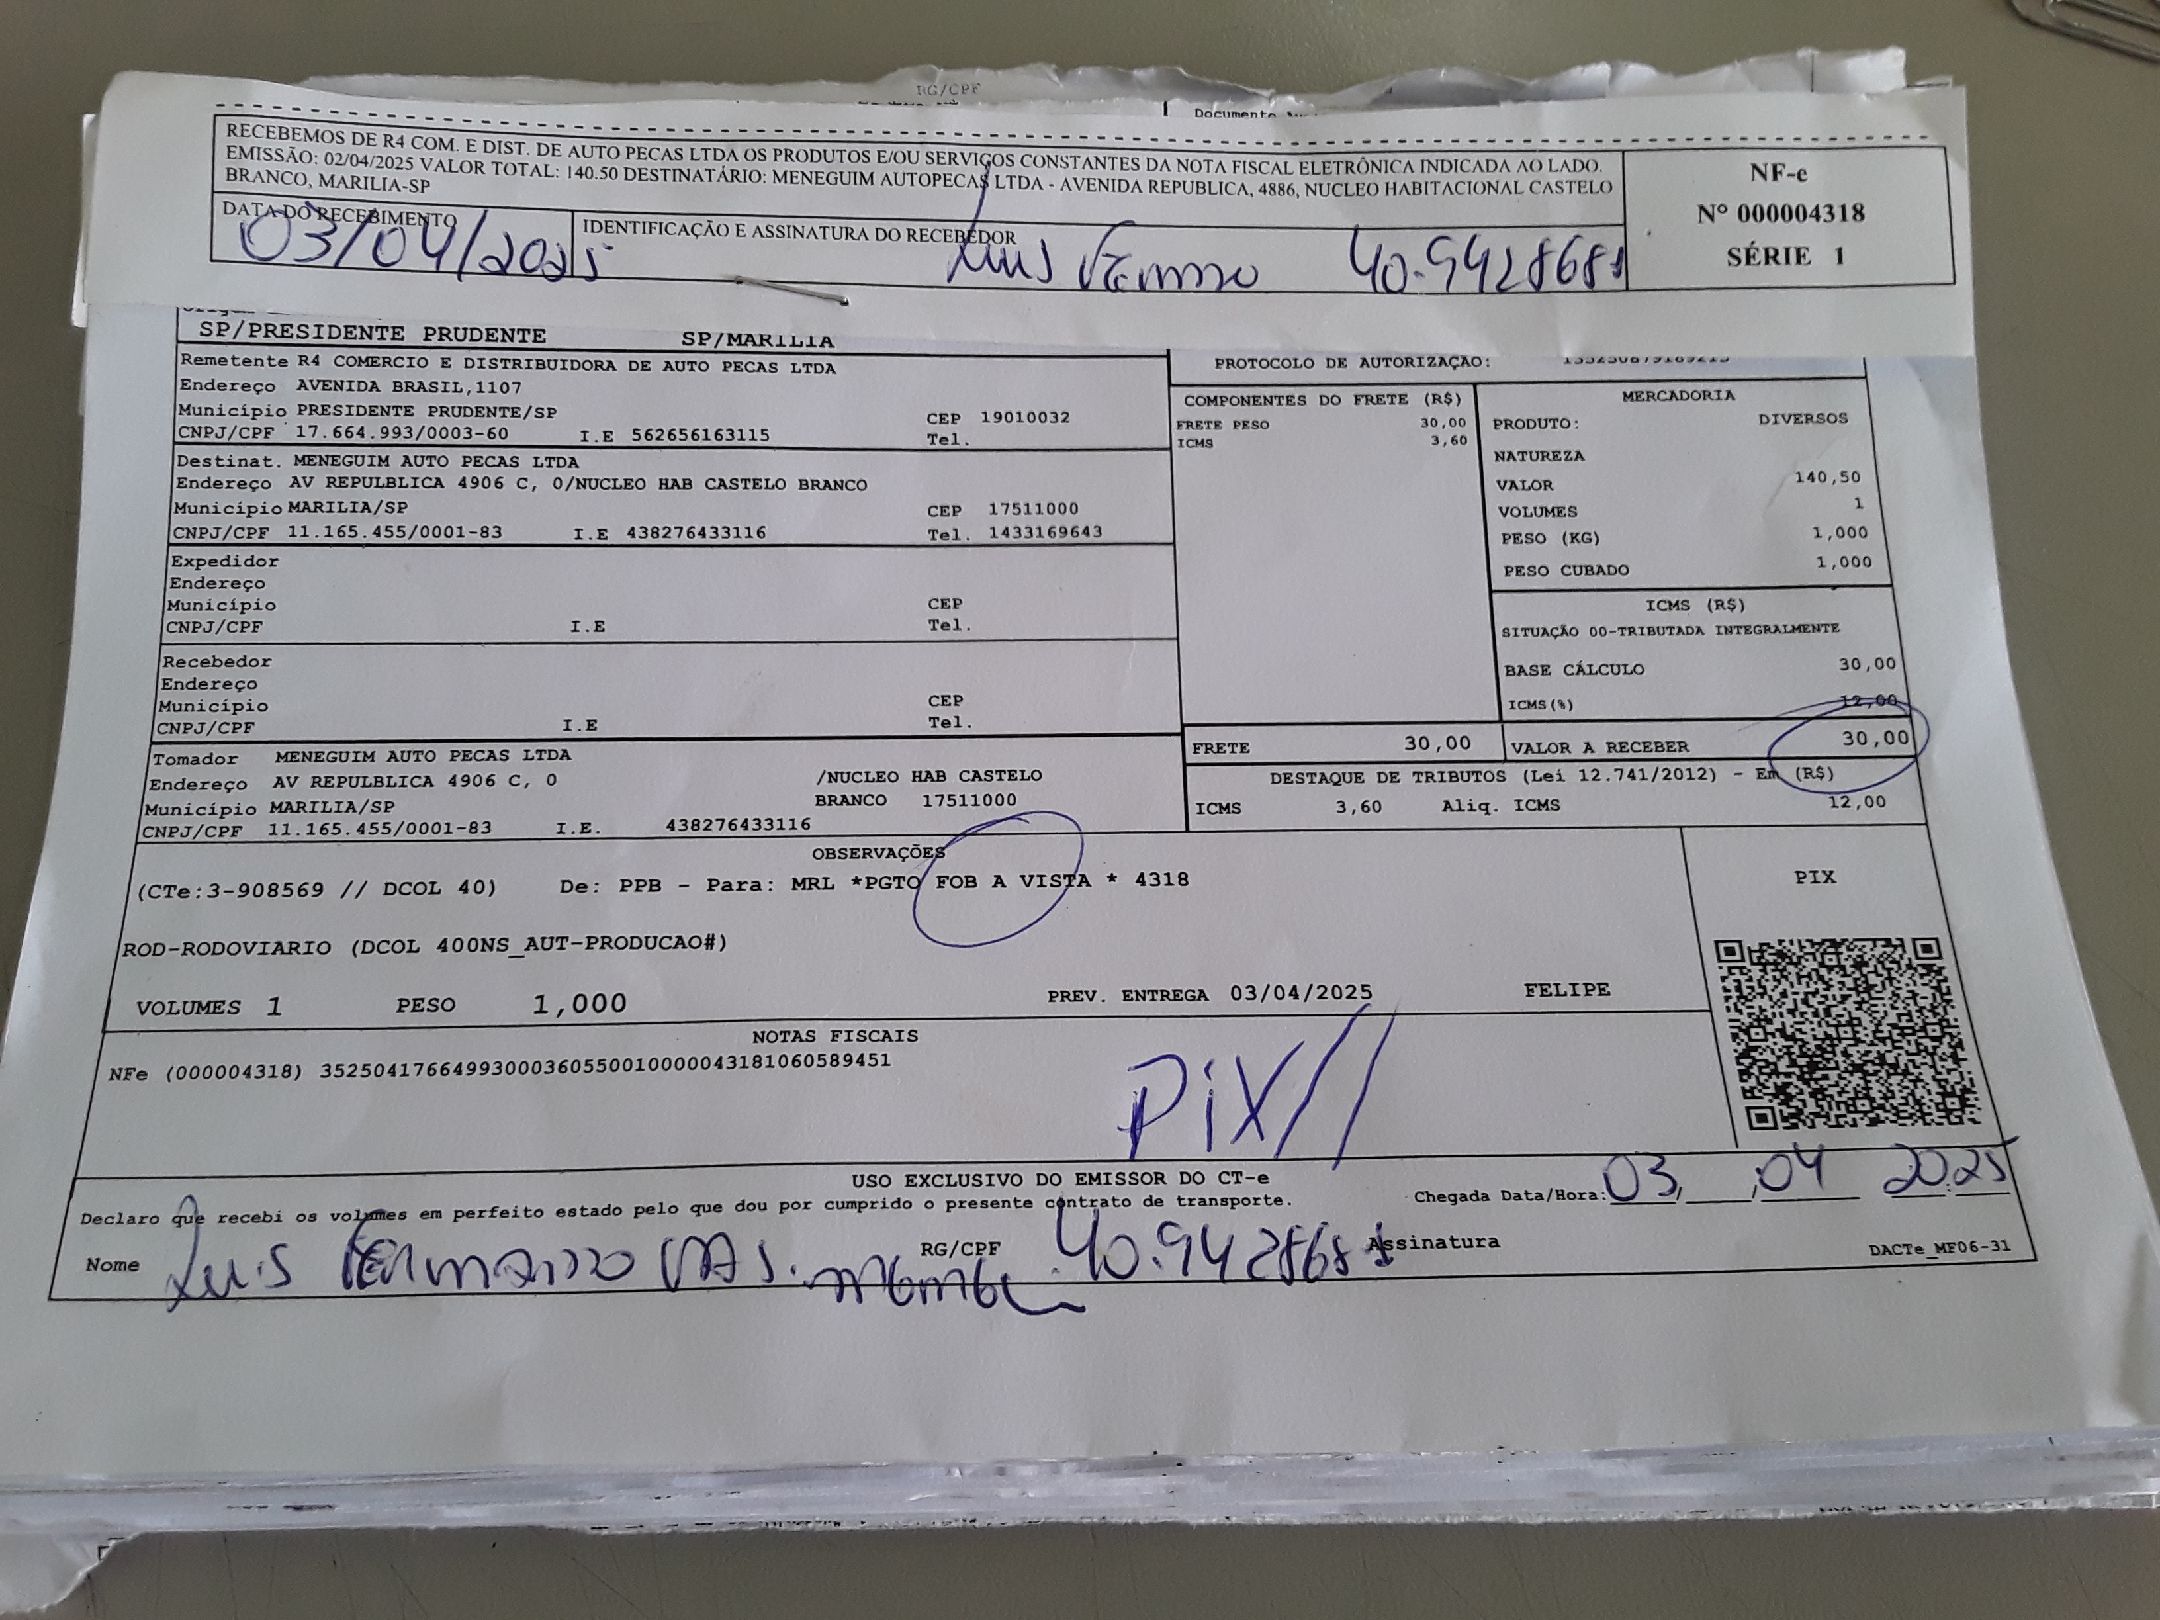 RG/CPF
RECEBEMOS DE R4 COM. E DIST. DE AUTO PECAS LTDA OS PRODUTOS E/OU SERVIÇOS CONSTANTES DA NOTA FISCAL ELETRÔNICA INDICADA AO LADO.
EMISSÃO: 02/04/2025 VALOR TOTAL: 140.50 DESTINATÁRIO: MENEGUIM AUTOPECAS LTDA - AVENIDA REPUBLICA, 4886, NUCLEO HABITACIONAL CASTELO
BRANCO, MARILIA-SP
NF-e
Nº 000004318
SÉRIE 1
DATA DO RECEBIMENTO
03/04/2025
IDENTIFICAÇÃO E ASSINATURA DO RECEBEDOR
Luis 40.9428681
SP/PRESIDENTE PRUDENTE SP/MARILIA
Remetente R4 COMERCIO E DISTRIBUIDORA DE AUTO PECAS LTDA
Endereço AVENIDA BRASIL,1107
Município PRESIDENTE PRUDENTE/SP CEP 19010032
CNPJ/CPF 17.664.993/0003-60 I.E 562656163115 Tel.
Destinat. MENEGUIM AUTO PECAS LTDA
Endereço AV REPULBLICA 4906 C, 0/NUCLEO HAB CASTELO BRANCO
Município MARILIA/SP CEP 17511000
CNPJ/CPF 11.165.455/0001-83 I.E 438276433116 Tel. 1433169643
Expedidor
Endereço
Município CEP
CNPJ/CPF I.E Tel.
Recebedor
Endereço
Município CEP
CNPJ/CPF I.E Tel.
Tomador MENEGUIM AUTO PECAS LTDA
Endereço AV REPULBLICA 4906 C, 0 /NUCLEO HAB CASTELO
Município MARILIA/SP BRANCO 17511000
CNPJ/CPF 11.165.455/0001-83 I.E. 438276433116
PROTOCOLO DE AUTORIZAÇÃO:
COMPONENTES DO FRETE (R$)
FRETE PESO 30,00
ICMS 3,60
MERCADORIA
PRODUTO: DIVERSOS
NATUREZA
VALOR 140,50
VOLUMES 1
PESO (KG) 1,000
PESO CUBADO 1,000
ICMS (R$)
SITUAÇÃO 00-TRIBUTADA INTEGRALMENTE
BASE CÁLCULO 30,00
ICMS(%) 12,00
FRETE 30,00 VALOR A RECEBER 30,00
DESTAQUE DE TRIBUTOS (Lei 12.741/2012) - Em (R$)
ICMS 3,60 Aliq. ICMS 12,00
OBSERVAÇÕES
(CTe:3-908569 // DCOL 40) De: PPB - Para: MRL *PGTO FOB A VISTA * 4318
ROD-RODOVIARIO (DCOL 400NS_AUT-PRODUCAO#)
VOLUMES 1 PESO 1,000 PREV. ENTREGA 03/04/2025 FELIPE
PIX
NOTAS FISCAIS
NFe (000004318) 35250417664993000360550010000043181060589451
PiX//
USO EXCLUSIVO DO EMISSOR DO CT-e
Declaro que recebi os volumes em perfeito estado pelo que dou por cumprido o presente contrato de transporte.
Chegada Data/Hora: 03 04 2025
Nome Luis RG/CPF 40.9428681 Assinatura
DACTe_MF06-31